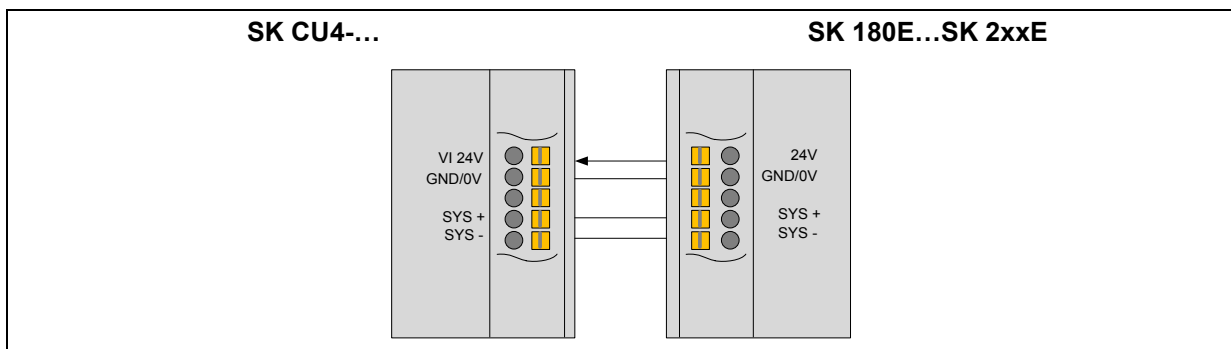 SK CU4-... SK 180E...SK 2xxE
VI 24V 24V
GND/0V GND/0V
SYS + SYS +
SYS - SYS -